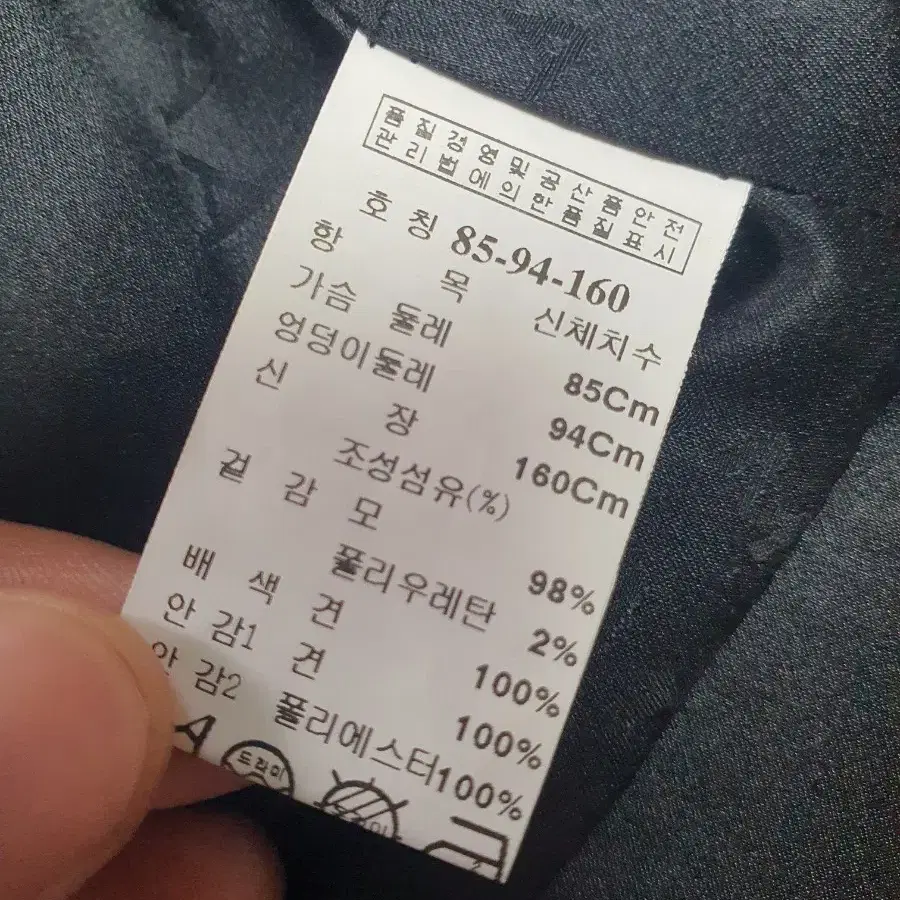 품질경영및공산품안전
관리법에의한품질표시
호칭 85-94-160
항목 신체치수
가슴둘레 85Cm
엉덩이둘레 94Cm
신장 160Cm
조성섬유(%)
겉감 모 98%
폴리우레탄 2%
배색 견 100%
안감1 견 100%
안감2 폴리에스터 100%
드라이